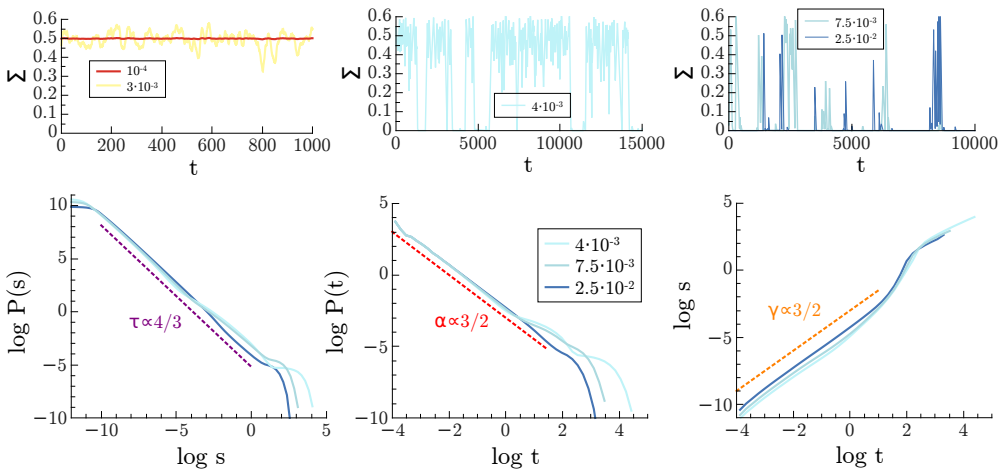 0.6
0.5
0.4
0.3
0.2
0.1
0
Σ
10⁻⁴
3·10⁻³
0 200 400 600 800 1000
t
0.6
0.5
0.4
0.3
0.2
0.1
0
Σ
4·10⁻³
0 5000 10000 15000
t
0.6
0.5
0.4
0.3
0.2
0.1
0
Σ
7.5·10⁻³
2.5·10⁻²
0 5000 10000
t
10
5
0
−5
−10
log P(s)
τ∝4/3
−10 −5 0 5
log s
5
0
−5
−10
log P(t)
4·10⁻³
7.5·10⁻³
2.5·10⁻²
α∝3/2
−4 −2 0 2 4
log t
5
0
−5
−10
log s
γ∝3/2
−4 −2 0 2 4
log t